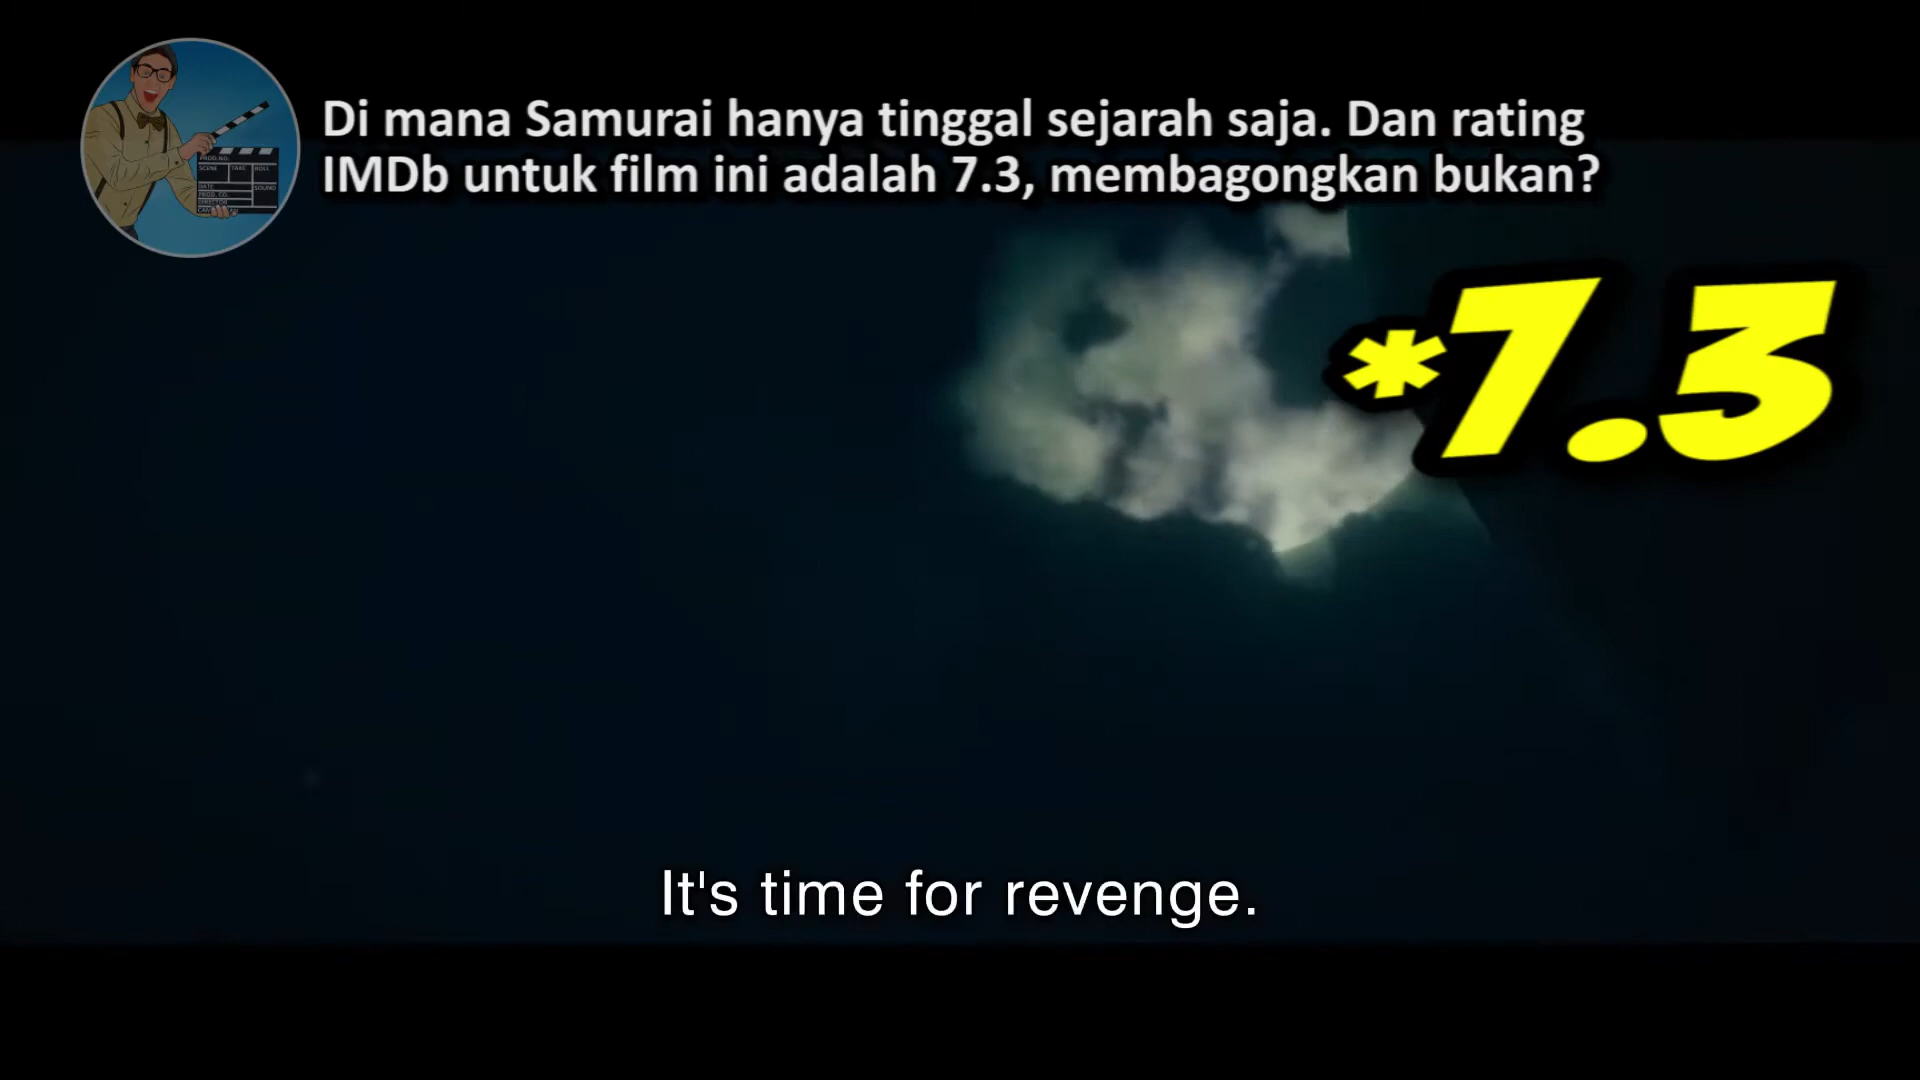 Di mana Samurai hanya tinggal sejarah saja. Dan rating
IMDb untuk film ini adalah 7.3, membagongkan bukan?
*7.3
It's time for revenge.